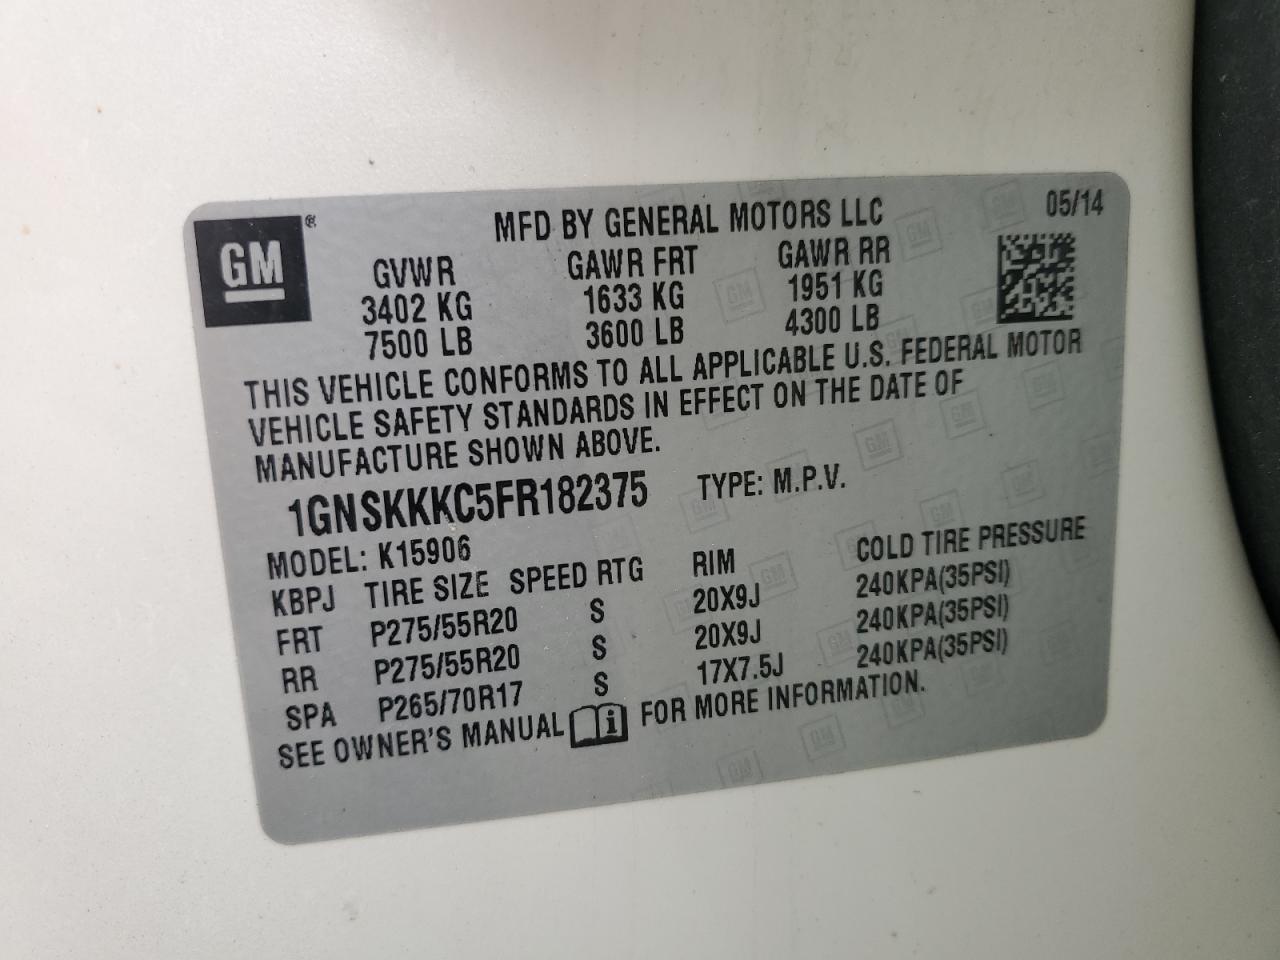 GM ® MFD BY GENERAL MOTORS LLC 05/14
GVWR GAWR FRT GAWR RR
3402 KG 1633 KG 1951 KG
7500 LB 3600 LB 4300 LB
THIS VEHICLE CONFORMS TO ALL APPLICABLE U.S. FEDERAL MOTOR
VEHICLE SAFETY STANDARDS IN EFFECT ON THE DATE OF
MANUFACTURE SHOWN ABOVE.
1GNSKKKC5FR182375 TYPE: M.P.V.
MODEL: K15906
KBPJ TIRE SIZE SPEED RTG RIM COLD TIRE PRESSURE
FRT P275/55R20 S 20X9J 240KPA(35PSI)
RR P275/55R20 S 20X9J 240KPA(35PSI)
SPA P265/70R17 S 17X7.5J 240KPA(35PSI)
SEE OWNER'S MANUAL i FOR MORE INFORMATION.